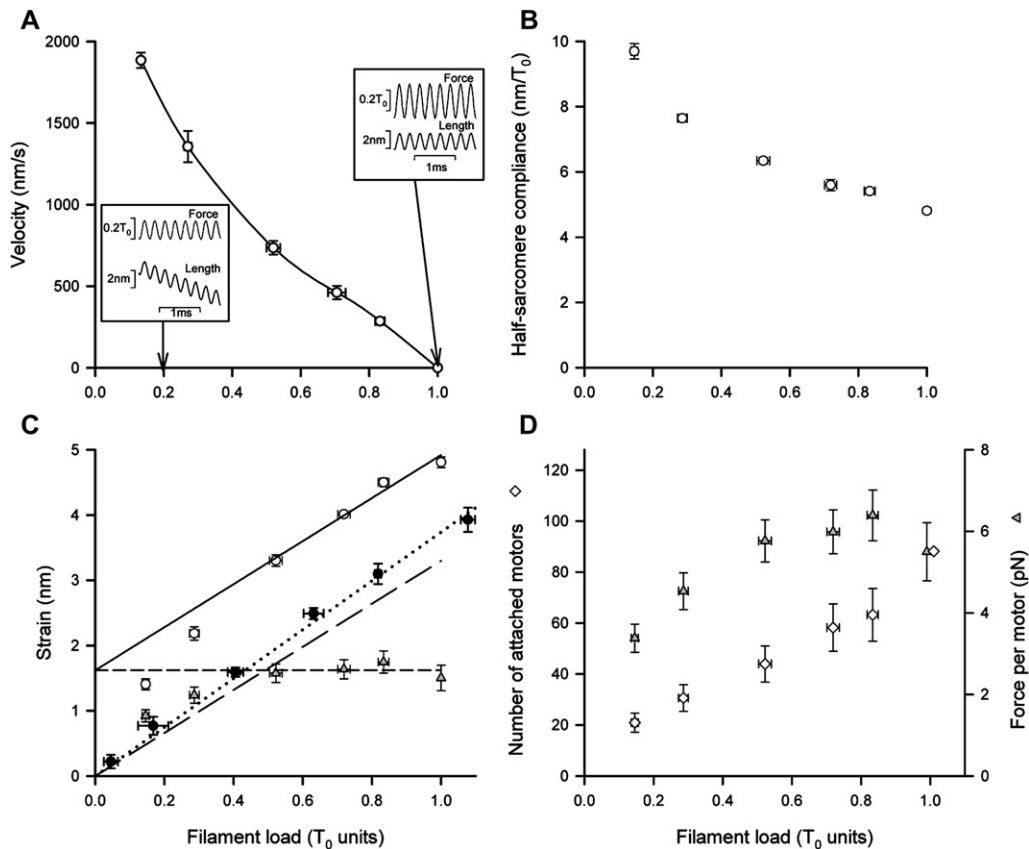 A
2000
1500
1000
500
0
Velocity (nm/s)
0.0 0.2 0.4 0.6 0.8 1.0
Force
0.2T₀
Length
2nm
1ms
Force
0.2T₀
Length
2nm
1ms
B
10
8
6
4
2
0
Half-sarcomere compliance (nm/T₀)
0.0 0.2 0.4 0.6 0.8 1.0
C
5
4
3
2
1
0
Strain (nm)
0.0 0.2 0.4 0.6 0.8 1.0
Filament load (T₀ units)
D
120
100
80
60
40
20
0
Number of attached motors
8
6
4
2
0
Force per motor (pN)
0.0 0.2 0.4 0.6 0.8 1.0
Filament load (T₀ units)